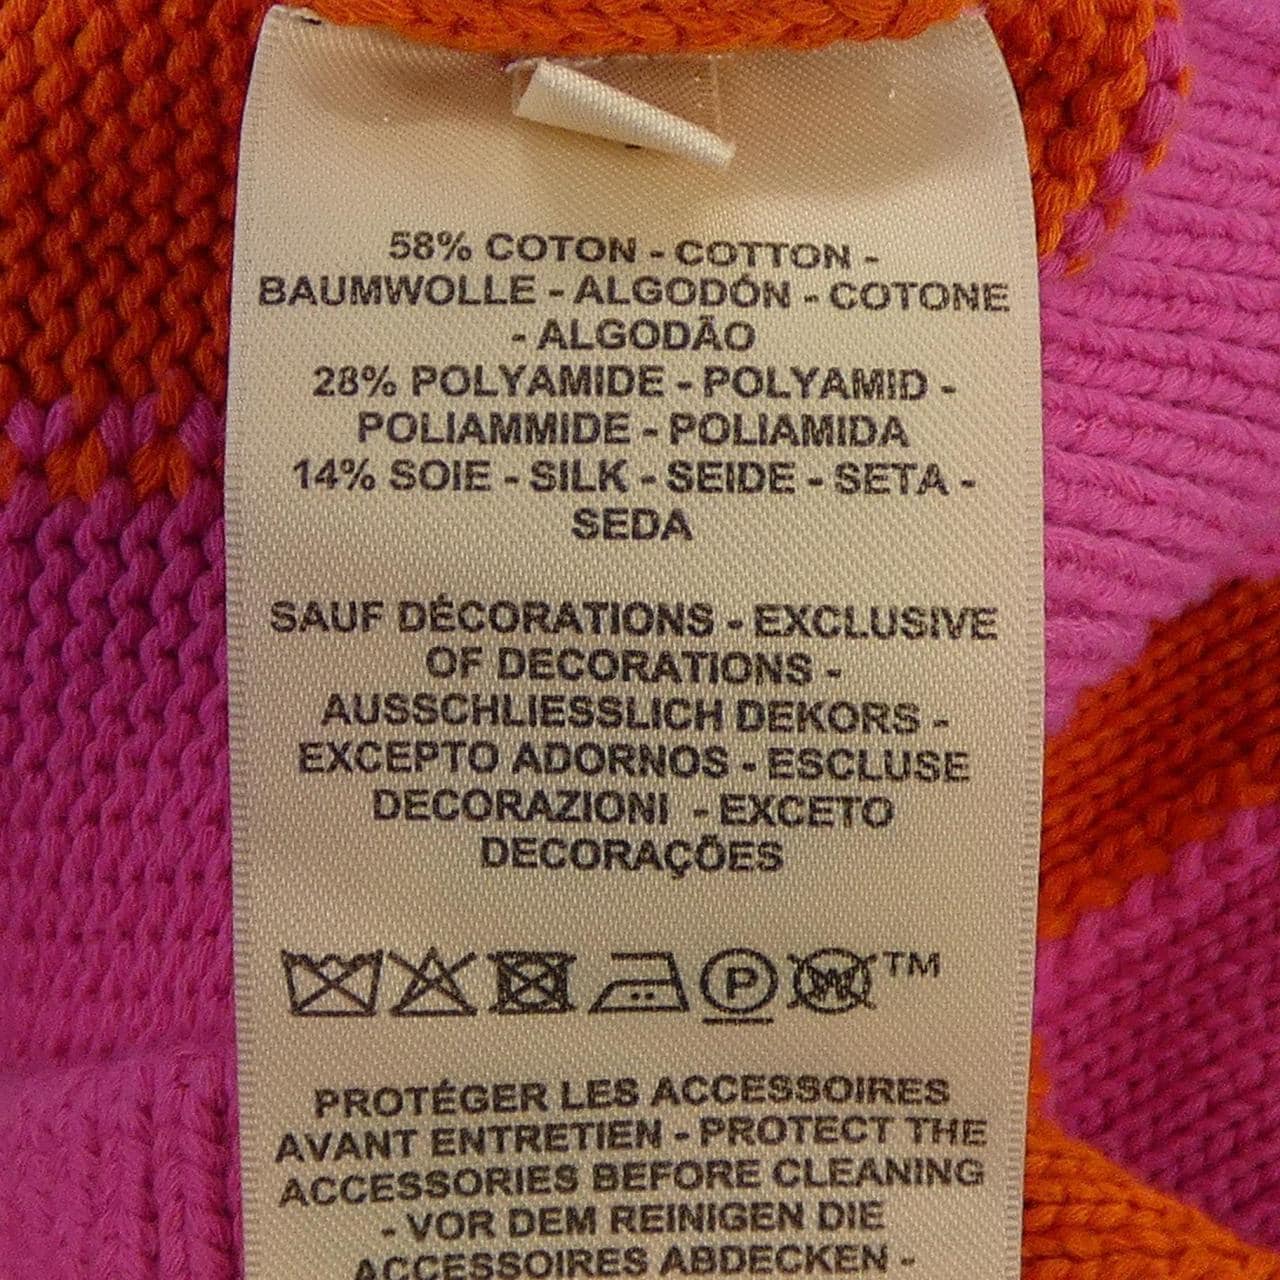 58% COTON - COTTON -
BAUMWOLLE - ALGODÓN - COTONE
- ALGODÃO
28% POLYAMIDE - POLYAMID -
POLIAMMIDE - POLIAMIDA
14% SOIE - SILK - SEIDE - SETA -
SEDA
SAUF DÉCORATIONS - EXCLUSIVE
OF DECORATIONS -
AUSSCHLIESSLICH DEKORS -
EXCEPTO ADORNOS - ESCLUSE
DECORAZIONI - EXCETO
DECORAÇÕES
P W TM
PROTÉGER LES ACCESSOIRES
AVANT ENTRETIEN - PROTECT THE
ACCESSORIES BEFORE CLEANING
- VOR DEM REINIGEN DIE
ACCESSOIRES ABDECKEN -